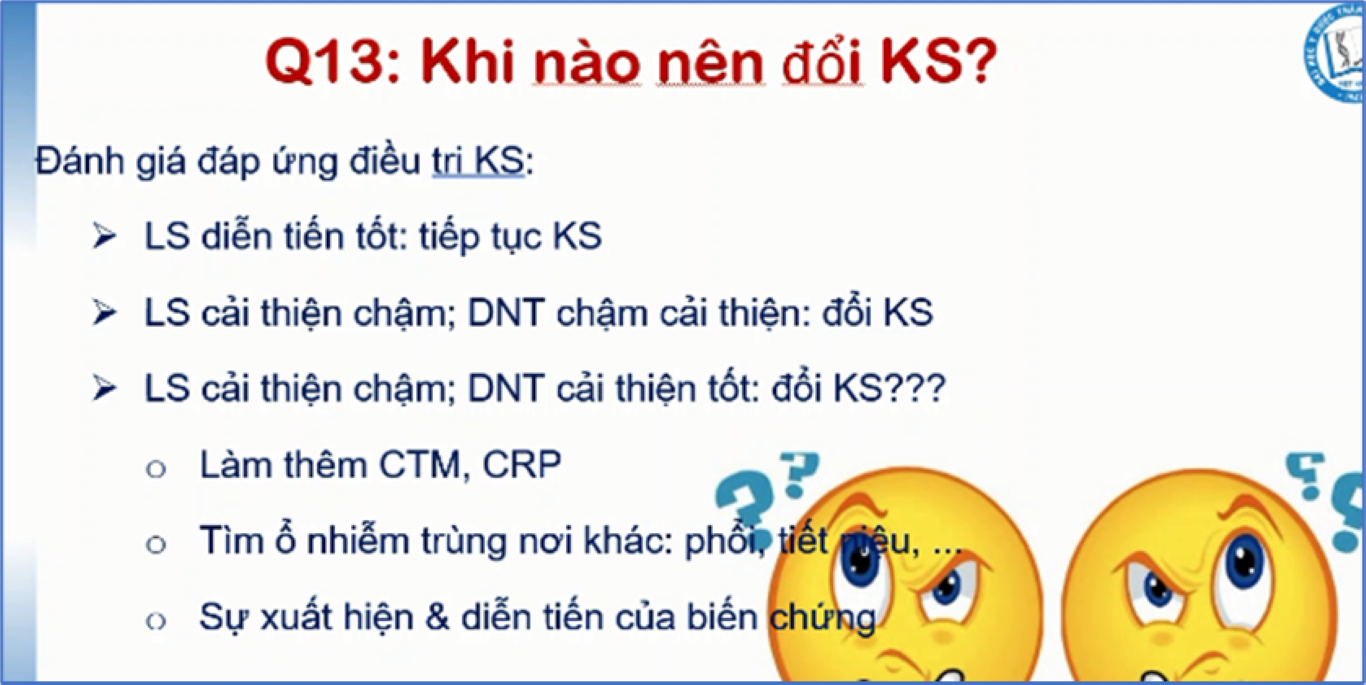 Q13: Khi nào nên đổi KS?
Đánh giá đáp ứng điều tri KS:
➤ LS diễn tiến tốt: tiếp tục KS
➤ LS cải thiện chậm; DNT chậm cải thiện: đổi KS
➤ LS cải thiện chậm; DNT cải thiện tốt: đổi KS???
o Làm thêm CTM, CRP
o Tìm ổ nhiễm trùng nơi khác: phổi, tiết niệu, ...
o Sự xuất hiện & diễn tiến của biến chứng